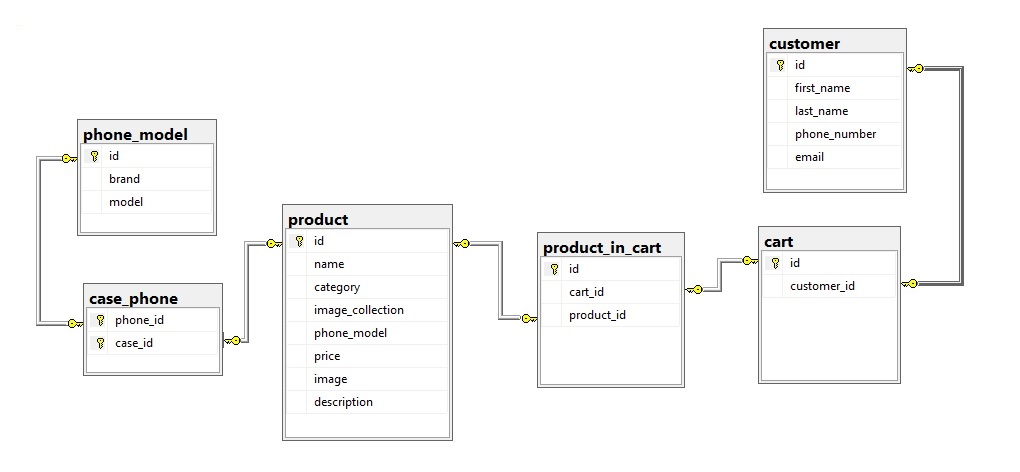 customer
id
first_name
last_name
phone_number
email
phone_model
id
brand
model
product
id
name
category
image_collection
phone_model
price
image
description
product_in_cart
id
cart_id
product_id
cart
id
customer_id
case_phone
phone_id
case_id